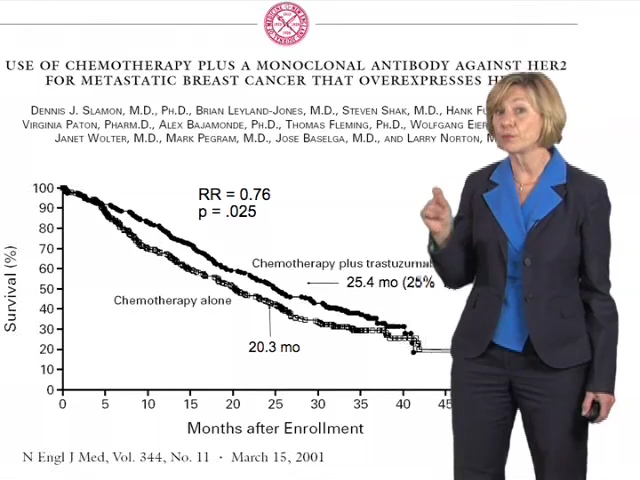 USE OF CHEMOTHERAPY PLUS A MONOCLONAL ANTIBODY AGAINST HER2
FOR METASTATIC BREAST CANCER THAT OVEREXPRESSES
DENNIS J. SLAMON, M.D., PH.D., BRIAN LEYLAND-JONES, M.D., STEVEN SHAK, M.D., HANK
VIRGINIA PATON, PHARM.D., ALEX BAJAMONDE, PH.D., THOMAS FLEMING, PH.D., WOLFGANG
JANET WOLTER, M.D., MARK PEGRAM, M.D., JOSE BASELGA, M.D., AND LARRY NORTON,
RR = 0.76
p = .025
Chemotherapy plus
25.4 mo (25%
Chemotherapy alone
20.3 mo
Survival (%)
100
90
80
70
60
50
40
30
20
10
0
0 5 10 15 20 25 30 35 40
Months after Enrollment
N Engl J Med, Vol. 344, No. 11 · March 15, 2001